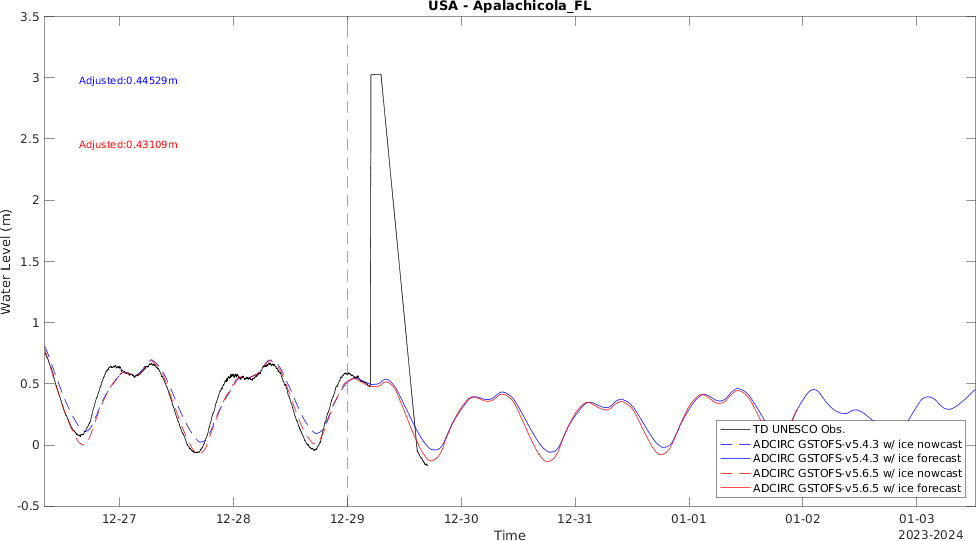 USA - Apalachicola_FL
3.5
3
2.5
2
1.5
1
0.5
0
-0.5
Water Level (m)
Adjusted:0.44529m
Adjusted:0.43109m
TD UNESCO Obs.
ADCIRC GSTOFS-v5.4.3 w/ ice nowcast
ADCIRC GSTOFS-v5.4.3 w/ ice forecast
ADCIRC GSTOFS-v5.6.5 w/ ice nowcast
ADCIRC GSTOFS-v5.6.5 w/ ice forecast
12-27 12-28 12-29 12-30 12-31 01-01 01-02 01-03
Time
2023-2024